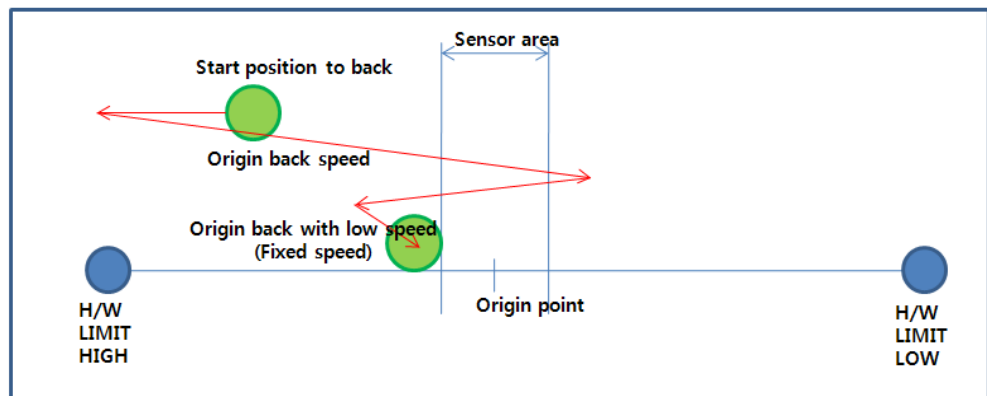 Sensor area
Start position to back
Origin back speed
Origin back with low speed
(Fixed speed)
Origin point
H/W
LIMIT
HIGH
H/W
LIMIT
LOW